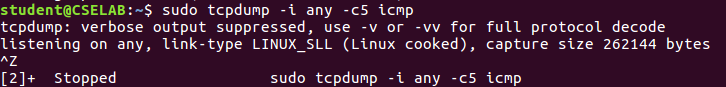 student@CSELAB:~$ sudo tcpdump -i any -c5 icmp
tcpdump: verbose output suppressed, use -v or -vv for full protocol decode
listening on any, link-type LINUX_SLL (Linux cooked), capture size 262144 bytes
^Z
[2]+  Stopped                 sudo tcpdump -i any -c5 icmp